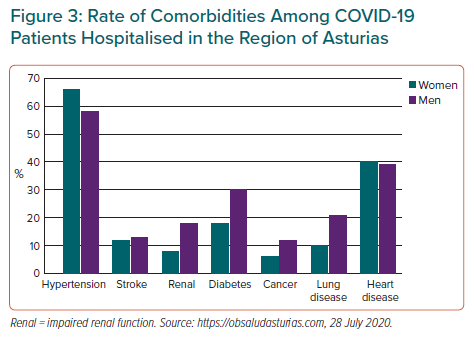 Figure 3: Rate of Comorbidities Among COVID-19
Patients Hospitalised in the Region of Asturias
70
60
50
40
30
20
10
0
%
Women
Men
Hypertension Stroke Renal Diabetes Cancer Lung disease Heart disease
Renal = impaired renal function. Source: https://obsaludasturias.com, 28 July 2020.